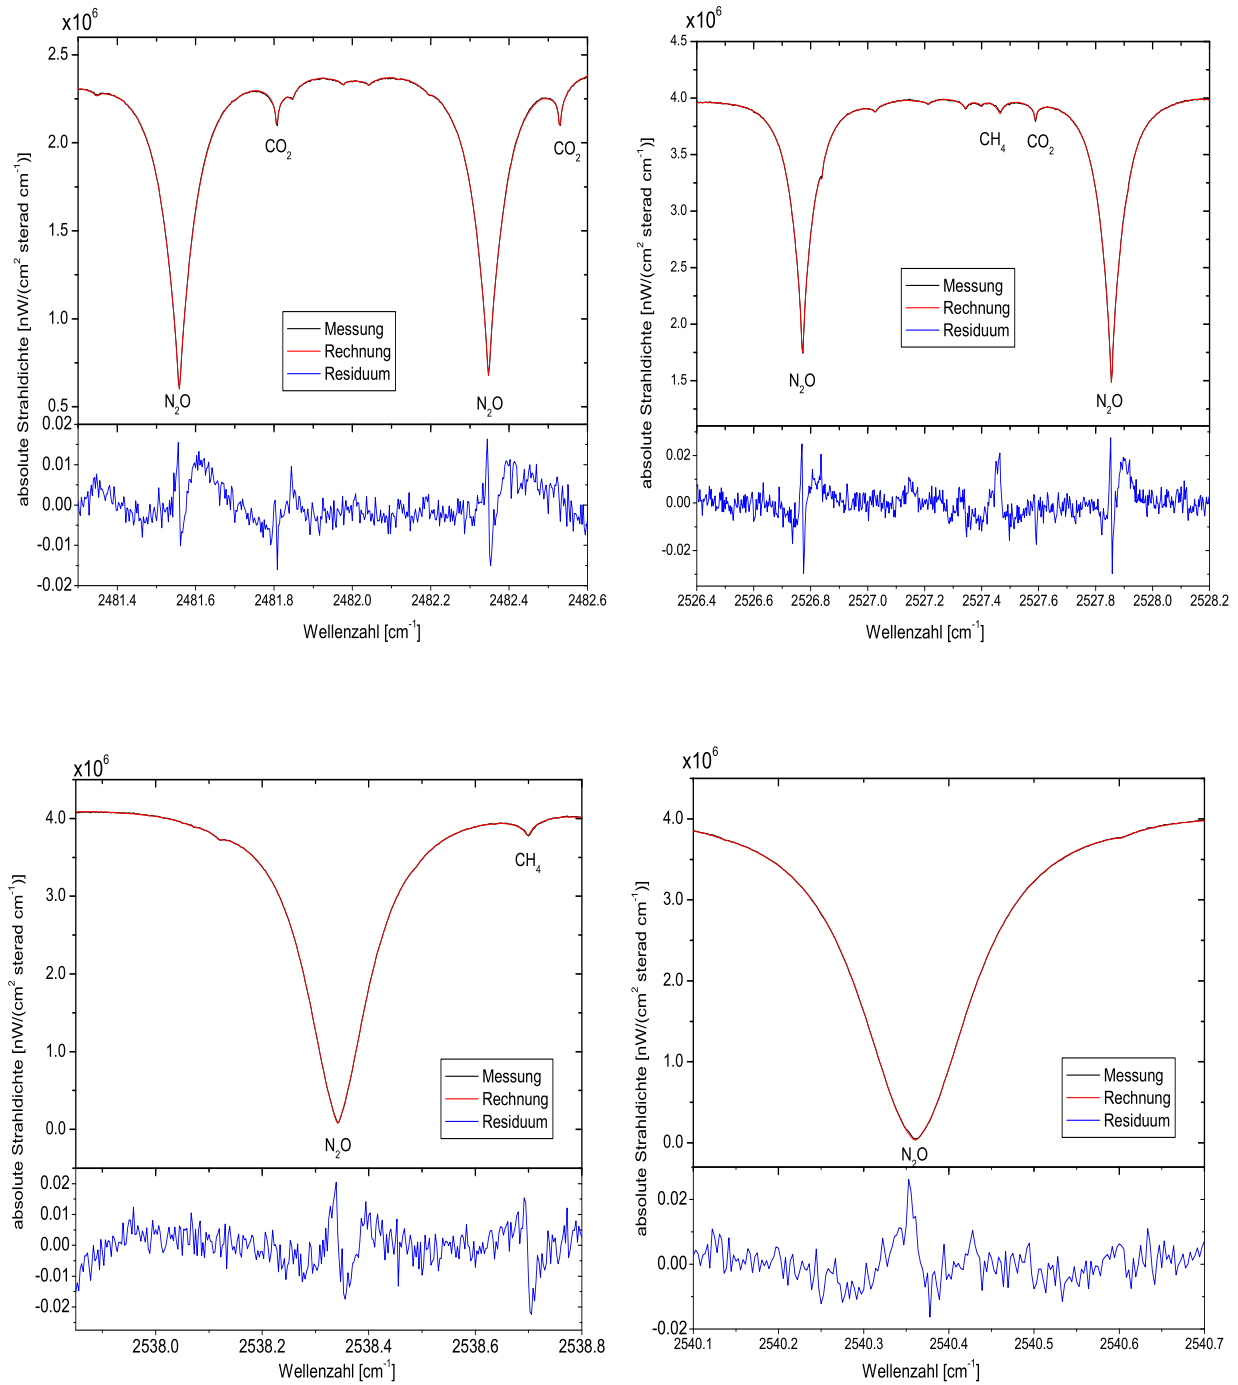 x10⁶
absolute Strahldichte [nW/(cm² sterad cm⁻¹)]
2.5
2.0
1.5
1.0
0.5
CO₂
CO₂
N₂O
N₂O
Messung
Rechnung
Residuum
0.02
0.01
0.00
-0.01
-0.02
2481.4 2481.6 2481.8 2482.0 2482.2 2482.4 2482.6
Wellenzahl [cm⁻¹]
x10⁶
absolute Strahldichte [nW/(cm² sterad cm⁻¹)]
4.5
4.0
3.5
3.0
2.5
2.0
1.5
CH₄
CO₂
N₂O
N₂O
Messung
Rechnung
Residuum
0.02
0.00
-0.02
2526.4 2526.6 2526.8 2527.0 2527.2 2527.4 2527.6 2527.8 2528.0 2528.2
Wellenzahl [cm⁻¹]
x10⁶
absolute Strahldichte [nW/(cm² sterad cm⁻¹)]
4.0
3.0
2.0
1.0
0.0
CH₄
N₂O
Messung
Rechnung
Residuum
0.02
0.01
0.00
-0.01
-0.02
2538.0 2538.2 2538.4 2538.6 2538.8
Wellenzahl [cm⁻¹]
x10⁶
absolute Strahldichte [nW/(cm² sterad cm⁻¹)]
4.0
3.0
2.0
1.0
0.0
N₂O
Messung
Rechnung
Residuum
0.02
0.00
-0.02
2540.1 2540.2 2540.3 2540.4 2540.5 2540.6 2540.7
Wellenzahl [cm⁻¹]